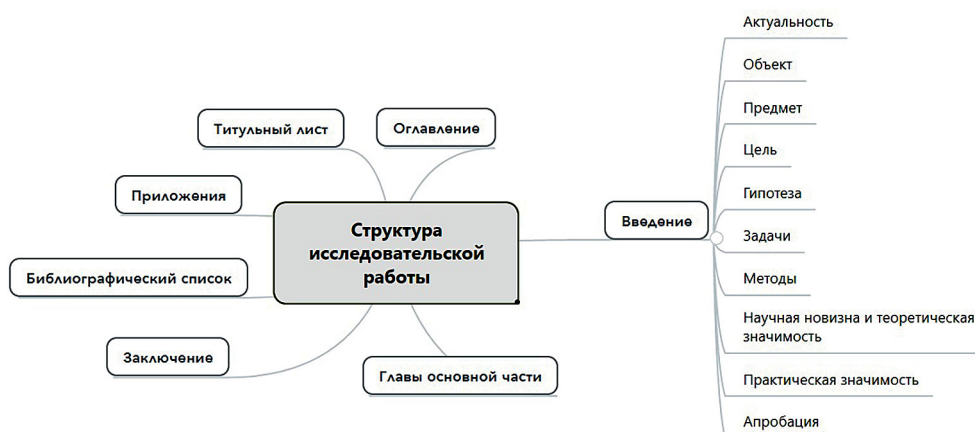 Структура
исследовательской
работы
Титульный лист
Оглавление
Введение
Актуальность
Объект
Предмет
Цель
Гипотеза
Задачи
Методы
Научная новизна и теоретическая
значимость
Практическая значимость
Апробация
Главы основной части
Заключение
Библиографический список
Приложения